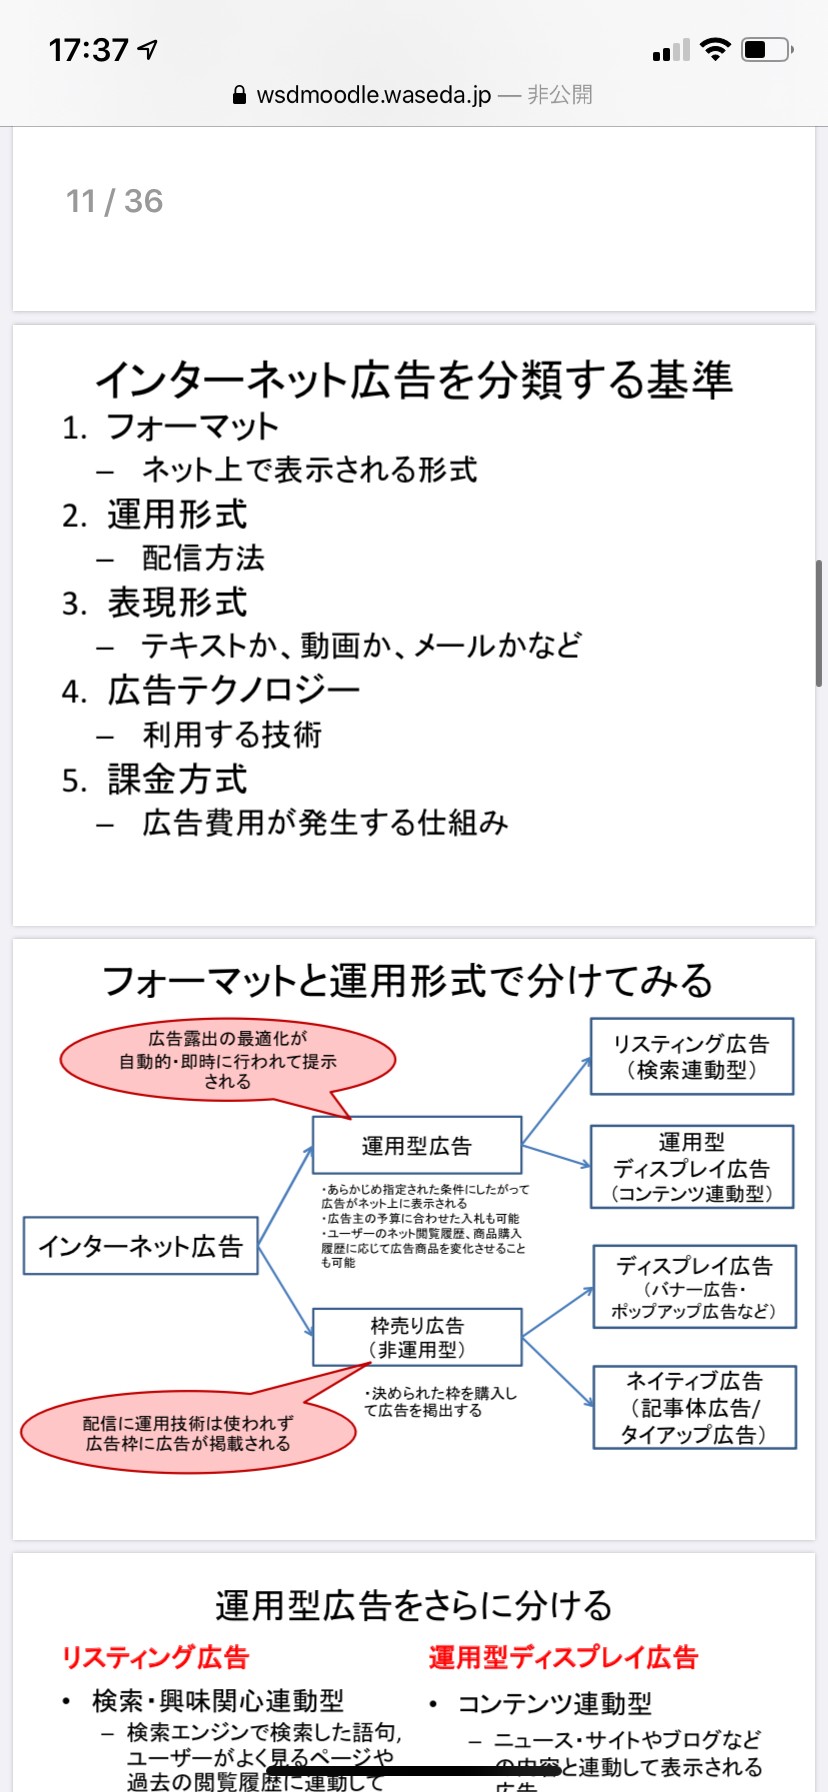 17:37
wsdmoodle.waseda.jp — 非公開
11 / 36
インターネット広告を分類する基準
1. フォーマット
– ネット上で表示される形式
2. 運用形式
– 配信方法
3. 表現形式
– テキストか、動画か、メールかなど
4. 広告テクノロジー
– 利用する技術
5. 課金方式
– 広告費用が発生する仕組み
フォーマットと運用形式で分けてみる
広告露出の最適化が
自動的・即時に行われて提示
される
インターネット広告
運用型広告
・あらかじめ指定された条件にしたがって
広告がネット上に表示される
・広告主の予算に合わせた入札も可能
・ユーザーのネット閲覧履歴、商品購入
履歴に応じて広告商品を変化させること
も可能
リスティング広告
（検索連動型）
運用型
ディスプレイ広告
（コンテンツ連動型）
枠売り広告
（非運用型）
・決められた枠を購入し
て広告を掲出する
配信に運用技術は使われず
広告枠に広告が掲載される
ディスプレイ広告
（バナー広告・
ポップアップ広告など）
ネイティブ広告
（記事体広告/
タイアップ広告）
運用型広告をさらに分ける
リスティング広告
• 検索・興味関心連動型
– 検索エンジンで検索した語句,
ユーザーがよく見るページや
過去の閲覧履歴に連動して
運用型ディスプレイ広告
• コンテンツ連動型
– ニュース・サイトやブログなど
の内容と連動して表示される
広告